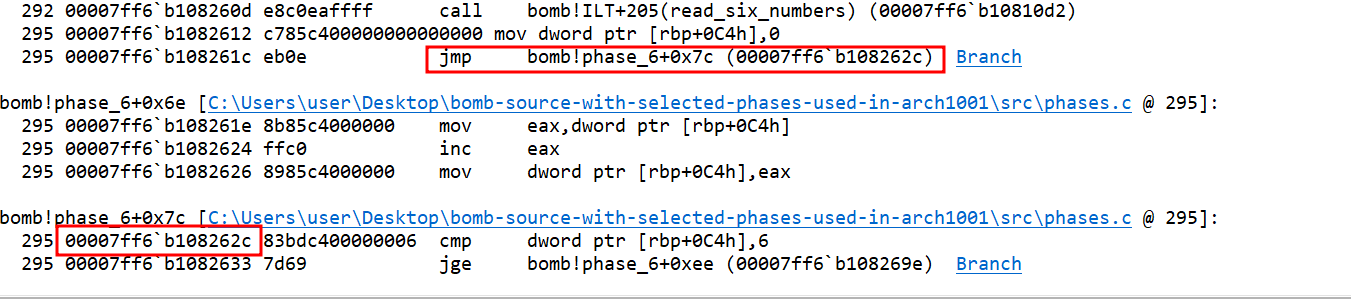 292 00007ff6`b108260d e8c0eaffff call bomb!ILT+205(read_six_numbers) (00007ff6`b10810d2)
295 00007ff6`b1082612 c785c400000000000000 mov dword ptr [rbp+0C4h],0
295 00007ff6`b108261c eb0e jmp bomb!phase_6+0x7c (00007ff6`b108262c) Branch
bomb!phase_6+0x6e [C:\Users\user\Desktop\bomb-source-with-selected-phases-used-in-arch1001\src\phases.c @ 295]:
295 00007ff6`b108261e 8b85c4000000 mov eax,dword ptr [rbp+0C4h]
295 00007ff6`b1082624 ffc0 inc eax
295 00007ff6`b1082626 8985c4000000 mov dword ptr [rbp+0C4h],eax
bomb!phase_6+0x7c [C:\Users\user\Desktop\bomb-source-with-selected-phases-used-in-arch1001\src\phases.c @ 295]:
295 00007ff6`b108262c 83bdc400000006 cmp dword ptr [rbp+0C4h],6
295 00007ff6`b1082633 7d69 jge bomb!phase_6+0xee (00007ff6`b108269e) Branch